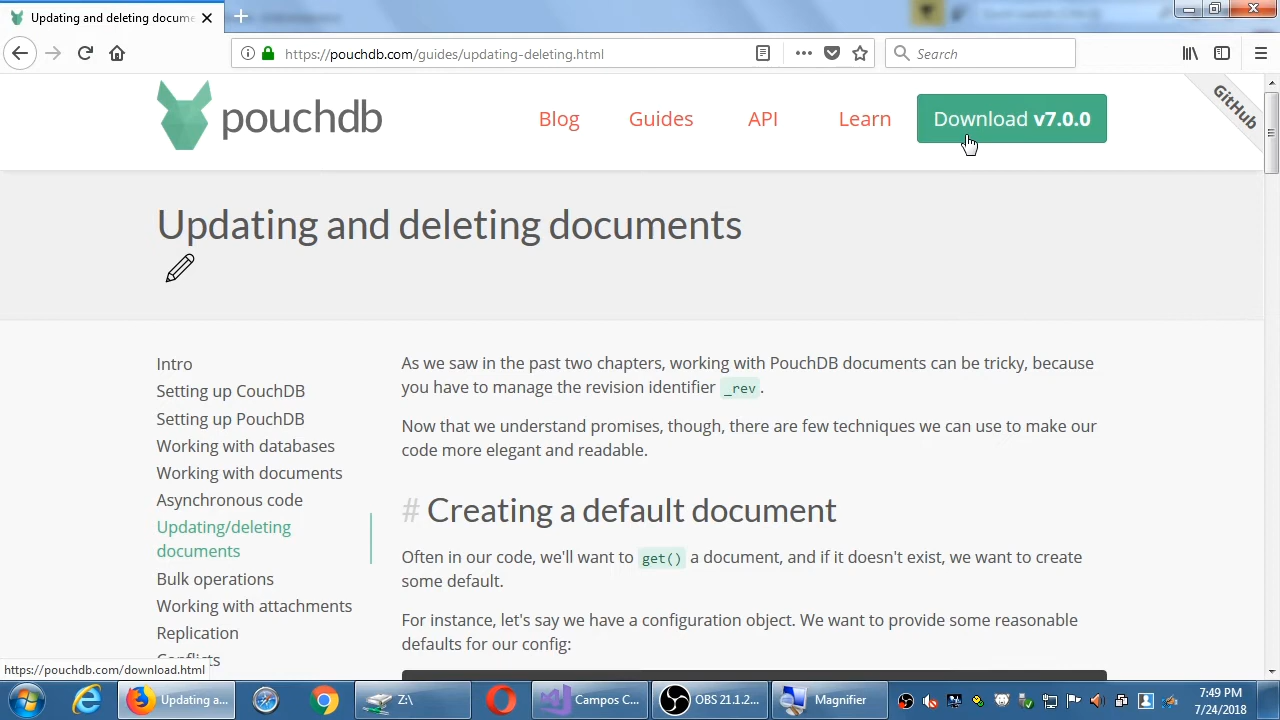 Updating and deleting docume
https://pouchdb.com/guides/updating-deleting.html
Search
pouchdb
Blog
Guides
API
Learn
Download v7.0.0
GitHub
Updating and deleting documents
Intro
Setting up CouchDB
Setting up PouchDB
Working with databases
Working with documents
Asynchronous code
Updating/deleting
documents
Bulk operations
Working with attachments
Replication
Conflicts
As we saw in the past two chapters, working with PouchDB documents can be tricky, because
you have to manage the revision identifier _rev.
Now that we understand promises, though, there are few techniques we can use to make our
code more elegant and readable.
# Creating a default document
Often in our code, we'll want to get() a document, and if it doesn't exist, we want to create
some default.
For instance, let's say we have a configuration object. We want to provide some reasonable
defaults for our config:
https://pouchdb.com/download.html
Updating a...
Z:\
Campos C...
OBS 21.1.2...
Magnifier
7:49 PM
7/24/2018